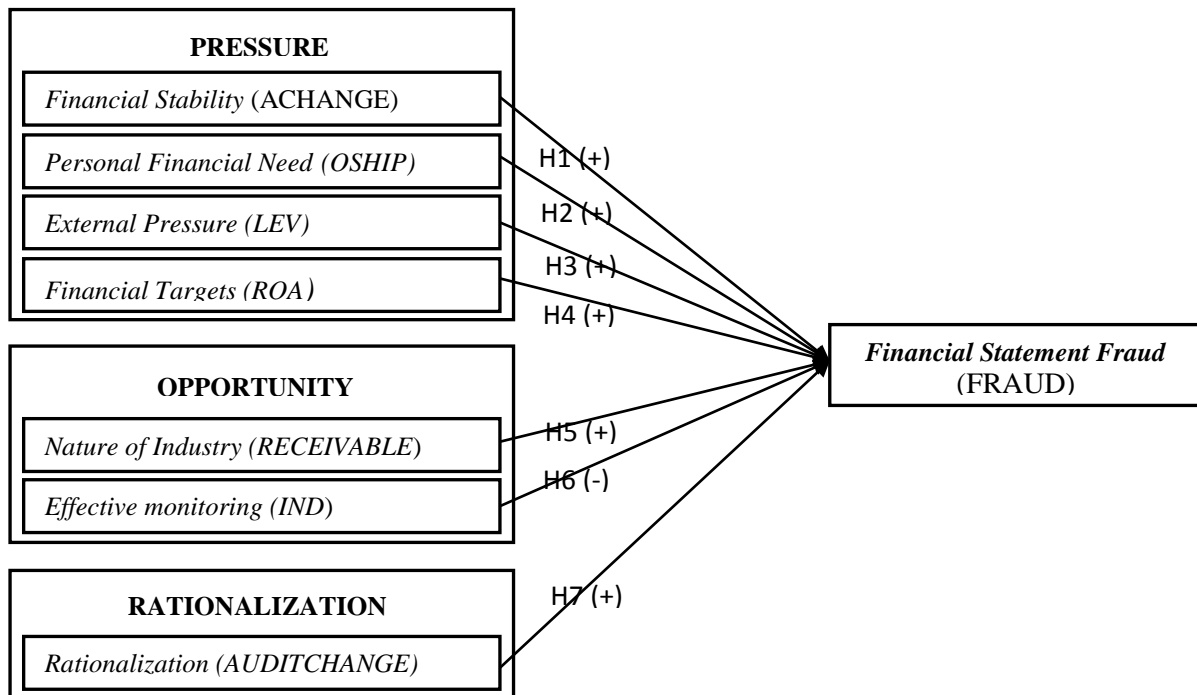 PRESSURE
Financial Stability (ACHANGE)
Personal Financial Need (OSHIP)
External Pressure (LEV)
Financial Targets (ROA)
H1 (+)
H2 (+)
H3 (+)
H4 (+)
OPPORTUNITY
Nature of Industry (RECEIVABLE)
Effective monitoring (IND)
H5 (+)
H6 (-)
RATIONALIZATION
Rationalization (AUDITCHANGE)
H7 (+)
Financial Statement Fraud
(FRAUD)